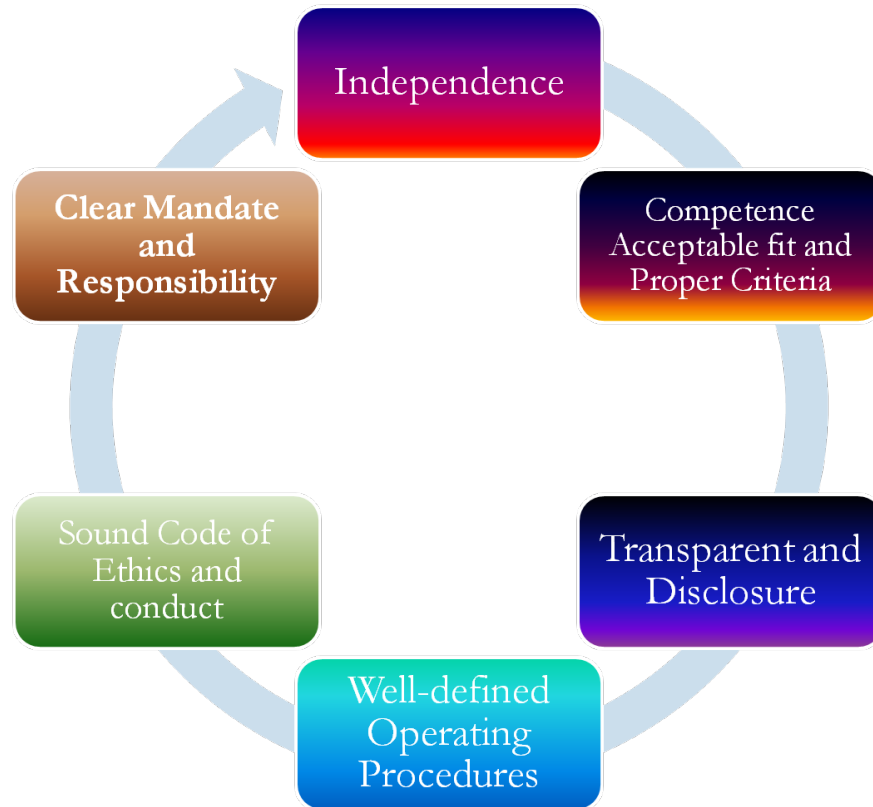 Independence
Competence
Acceptable fit and
Proper Criteria
Transparent and
Disclosure
Well-defined
Operating
Procedures
Sound Code of
Ethics and
conduct
Clear Mandate
and
Responsibility